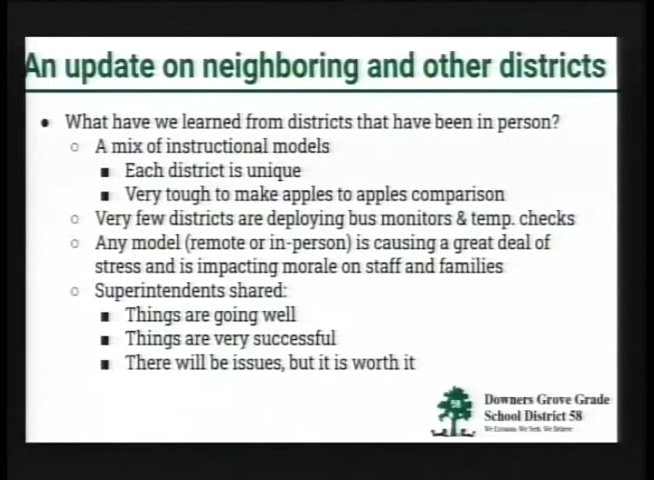 An update on neighboring and other districts
● What have we learned from districts that have been in person?
○ A mix of instructional models
■ Each district is unique
■ Very tough to make apples to apples comparison
○ Very few districts are deploying bus monitors & temp. checks
○ Any model (remote or in-person) is causing a great deal of
stress and is impacting morale on staff and families
○ Superintendents shared:
■ Things are going well
■ Things are very successful
■ There will be issues, but it is worth it
58
Downers Grove Grade
School District 58